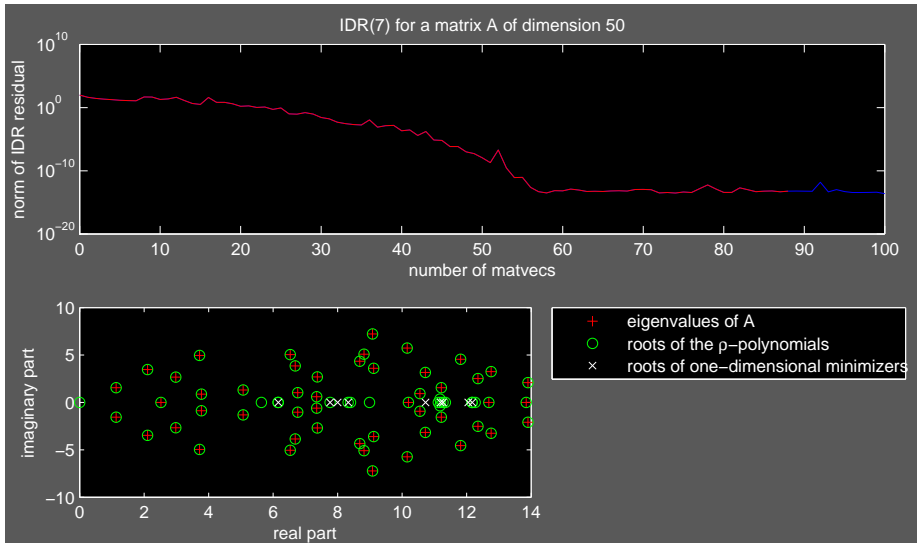 IDR(7) for a matrix A of dimension 50
norm of IDR residual
10^10
10^0
10^−10
10^−20
0 10 20 30 40 50 60 70 80 90 100
number of matvecs
imaginary part
10
5
0
−5
−10
0 2 4 6 8 10 12 14
real part
eigenvalues of A
roots of the ρ−polynomials
roots of one−dimensional minimizers